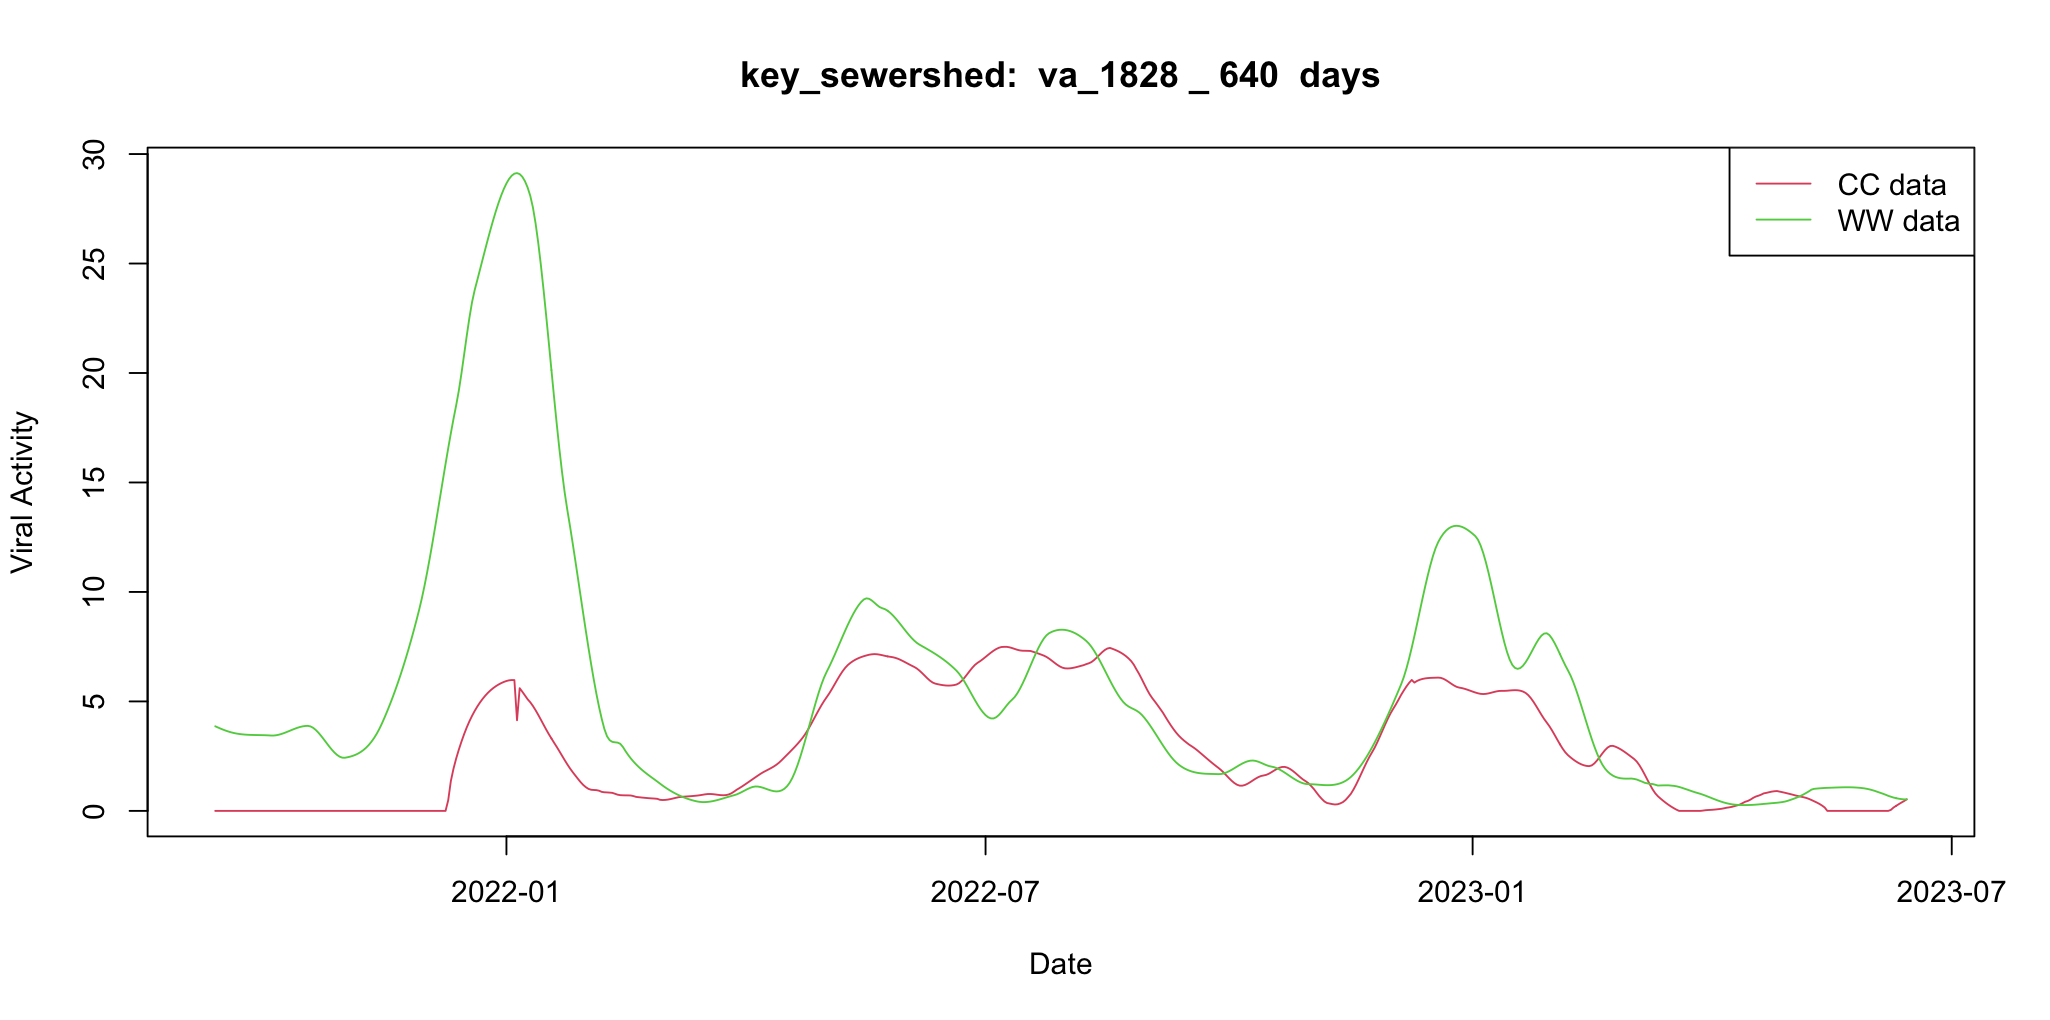 key_sewershed:  va_1828 _ 640  days
CC data
WW data
Viral Activity
30
25
20
15
10
5
0
2022-01
2022-07
2023-01
2023-07
Date